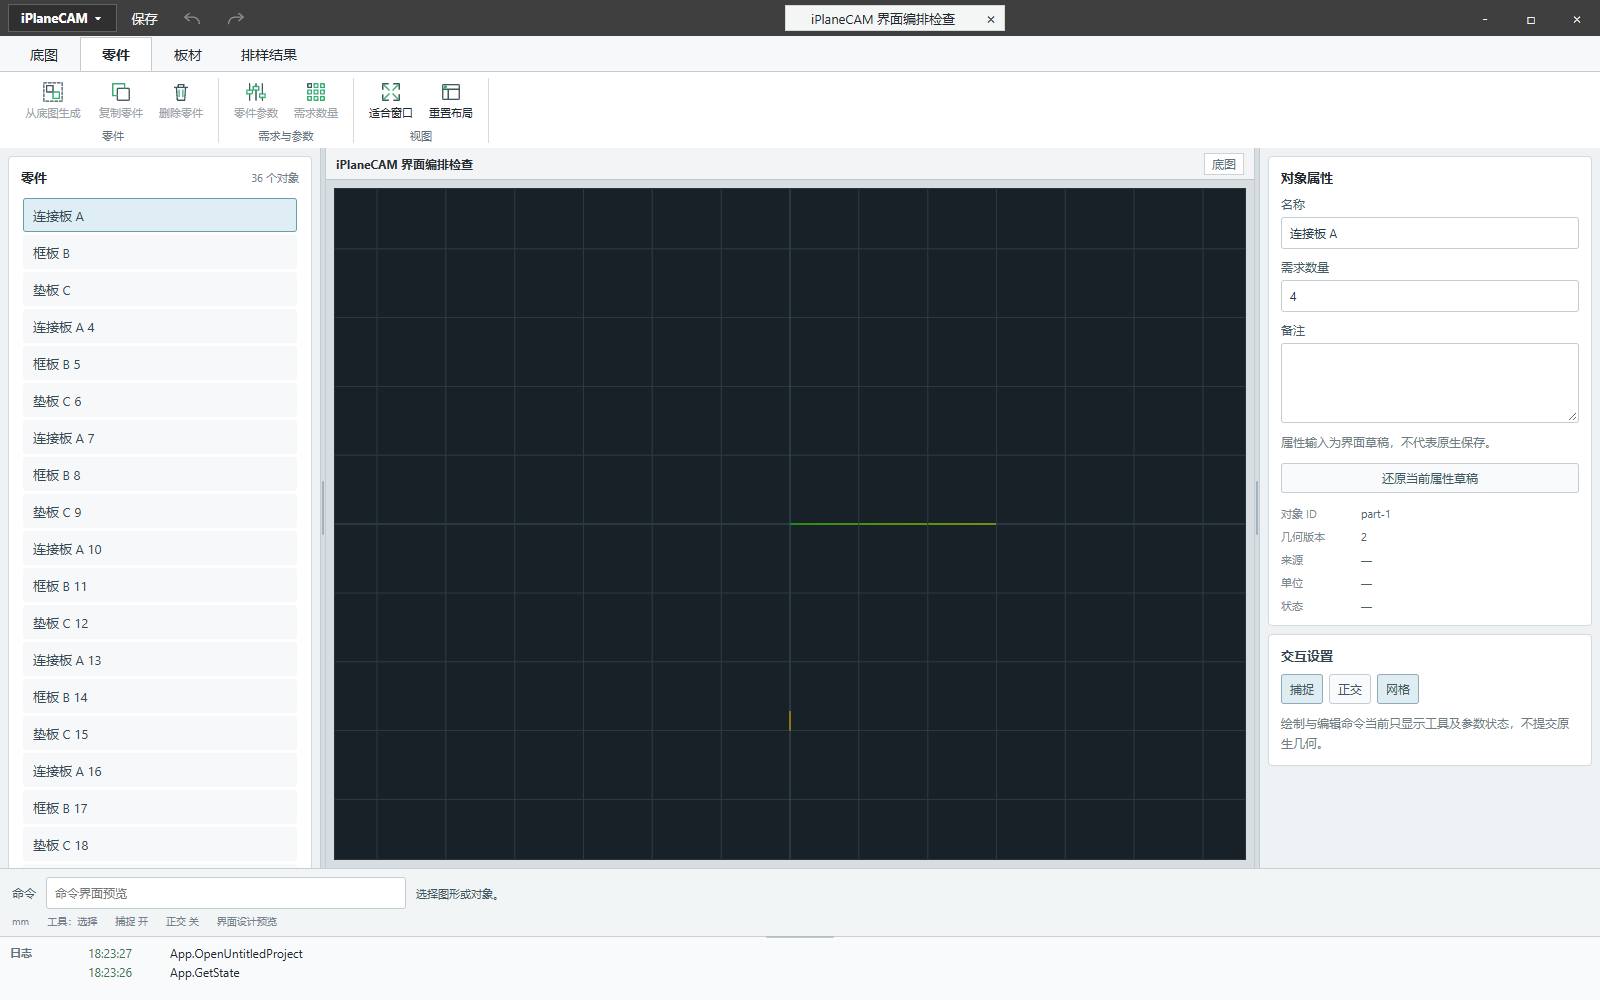 iPlaneCAM 保存 iPlaneCAM 界面编排检查
底图 零件 板材 排样结果
从底图生成 复制零件 删除零件 零件参数 需求数量 适合窗口 重置布局
零件 需求与参数 视图
零件 36 个对象
连接板 A
框板 B
垫板 C
连接板 A 4
框板 B 5
垫板 C 6
连接板 A 7
框板 B 8
垫板 C 9
连接板 A 10
框板 B 11
垫板 C 12
连接板 A 13
框板 B 14
垫板 C 15
连接板 A 16
框板 B 17
垫板 C 18
iPlaneCAM 界面编排检查 底图
对象属性
名称
连接板 A
需求数量
4
备注
属性输入为界面草稿，不代表原生保存。
还原当前属性草稿
对象 ID part-1
几何版本 2
来源 —
单位 —
状态 —
交互设置
捕捉 正交 网格
绘制与编辑命令当前只显示工具及参数状态，不提交原
生几何。
命令 命令界面预览 选择图形或对象。
mm 工具：选择 捕捉 开 正交 关 界面设计预览
日志 18:23:27 App.OpenUntitledProject
18:23:26 App.GetState